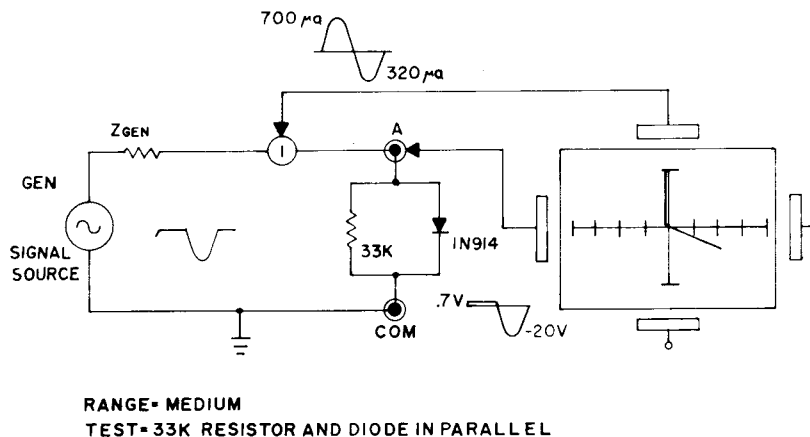 700 µa
320 µa
ZGEN
I
A
GEN
SIGNAL
SOURCE
33K
IN914
.7V
-20V
COM
RANGE= MEDIUM
TEST= 33K RESISTOR AND DIODE IN PARALLEL